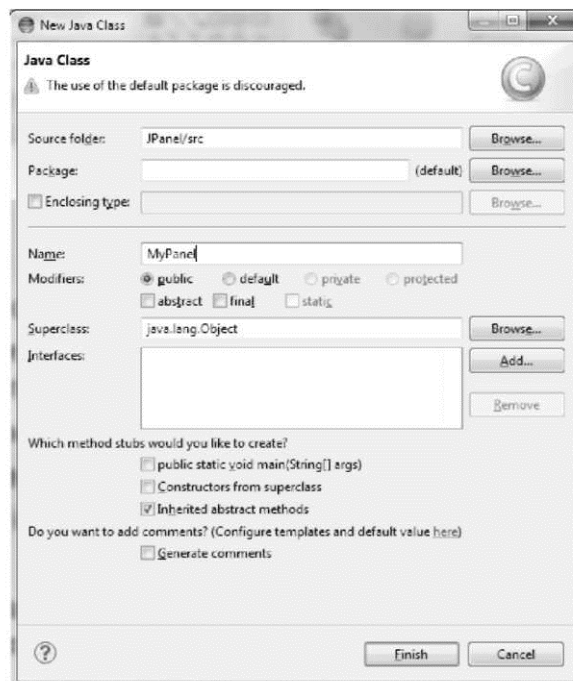 New Java Class
Java Class
The use of the default package is discouraged.
Source folder: JPanel/src Browse...
Package: (default) Browse...
Enclosing type: Browse...
Name: MyPanel
Modifiers: public default private protected
abstract final static
Superclass: java.lang.Object Browse...
Interfaces: Add...
Remove
Which method stubs would you like to create?
public static void main(String[] args)
Constructors from superclass
Inherited abstract methods
Do you want to add comments? (Configure templates and default value here)
Generate comments
Finish Cancel